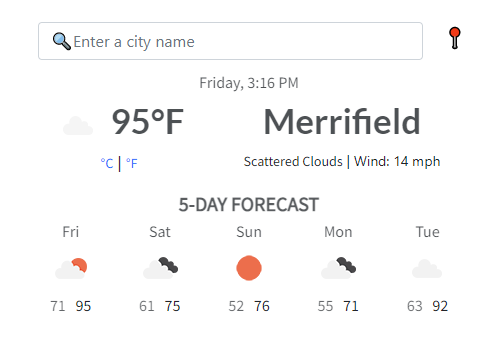 Enter a city name
Friday, 3:16 PM
95°F Merrifield
°C | °F Scattered Clouds | Wind: 14 mph
5-DAY FORECAST
Fri Sat Sun Mon Tue
71 95 61 75 52 76 55 71 63 92